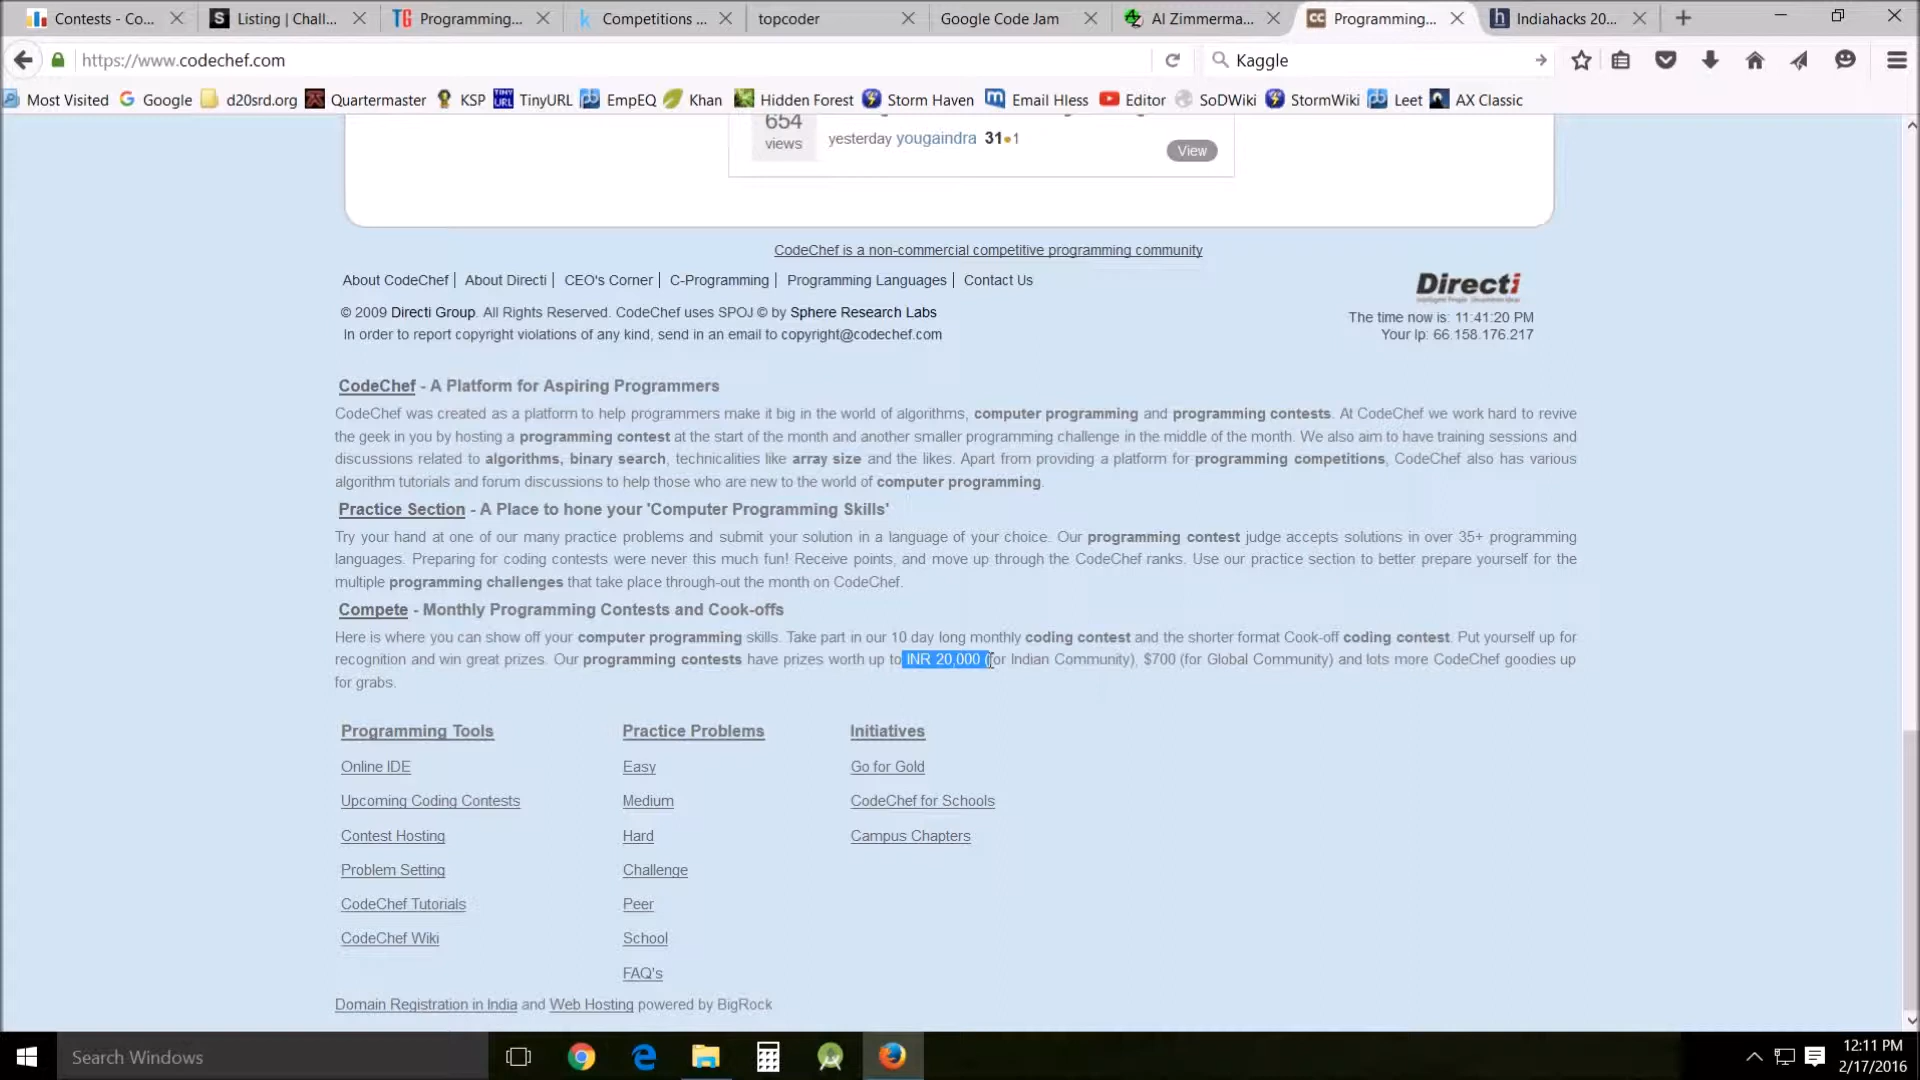 Contests - Co...
Listing | Chall...
Programming...
Competitions ...
topcoder
Google Code Jam
Al Zimmerma...
Programming...
Indiahacks 20...
https://www.codechef.com
Kaggle
Most Visited
Google
d20srd.org
Quartermaster
KSP
TinyURL
EmpEQ
Khan
Hidden Forest
Storm Haven
Email Hless
Editor
SoDWiki
StormWiki
Leet
AX Classic
654
views
yesterday yougaindra 31●1
View
CodeChef is a non-commercial competitive programming community
About CodeChef | About Directi | CEO's Corner | C-Programming | Programming Languages | Contact Us
Directi
© 2009 Directi Group. All Rights Reserved. CodeChef uses SPOJ © by Sphere Research Labs
The time now is: 11:41:20 PM
In order to report copyright violations of any kind, send in an email to copyright@codechef.com
Your Ip: 66.158.176.217
CodeChef - A Platform for Aspiring Programmers
CodeChef was created as a platform to help programmers make it big in the world of algorithms, computer programming and programming contests. At CodeChef we work hard to revive
the geek in you by hosting a programming contest at the start of the month and another smaller programming challenge in the middle of the month. We also aim to have training sessions and
discussions related to algorithms, binary search, technicalities like array size and the likes. Apart from providing a platform for programming competitions, CodeChef also has various
algorithm tutorials and forum discussions to help those who are new to the world of computer programming.
Practice Section - A Place to hone your 'Computer Programming Skills'
Try your hand at one of our many practice problems and submit your solution in a language of your choice. Our programming contest judge accepts solutions in over 35+ programming
languages. Preparing for coding contests were never this much fun! Receive points, and move up through the CodeChef ranks. Use our practice section to better prepare yourself for the
multiple programming challenges that take place through-out the month on CodeChef.
Compete - Monthly Programming Contests and Cook-offs
Here is where you can show off your computer programming skills. Take part in our 10 day long monthly coding contest and the shorter format Cook-off coding contest. Put yourself up for
recognition and win great prizes. Our programming contests have prizes worth up to INR 20,000 (for Indian Community), $700 (for Global Community) and lots more CodeChef goodies up
for grabs.
Programming Tools
Online IDE
Upcoming Coding Contests
Contest Hosting
Problem Setting
CodeChef Tutorials
CodeChef Wiki
Practice Problems
Easy
Medium
Hard
Challenge
Peer
School
FAQ's
Initiatives
Go for Gold
CodeChef for Schools
Campus Chapters
Domain Registration in India and Web Hosting powered by BigRock
Search Windows
12:11 PM
2/17/2016